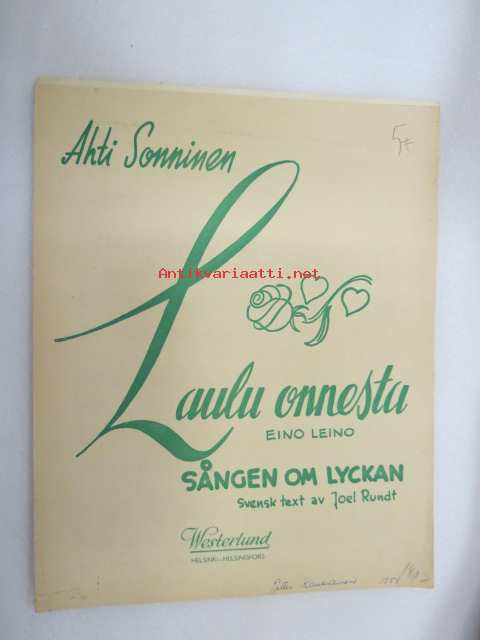 Ahti Sonninen
5,-
Antikvariaatti.net
Laulu onnesta
EINO LEINO
SÅNGEN OM LYCKAN
Svensk text av Joel Rundt
Westerlund
HELSINKI–HELSINGFORS